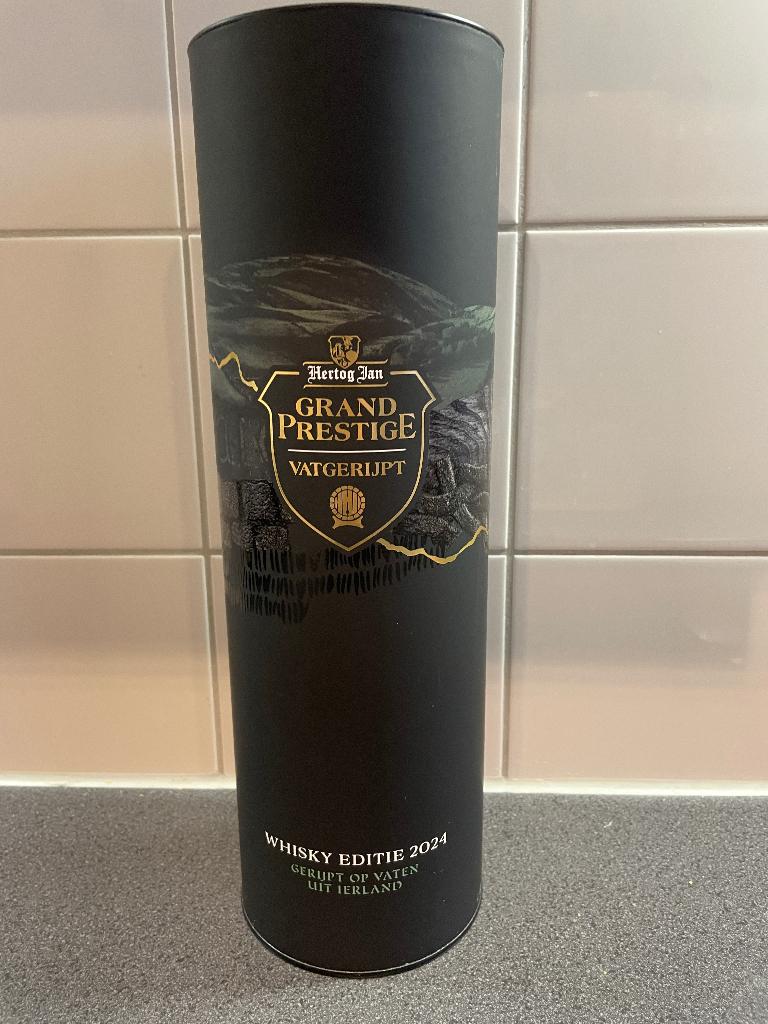 Hertog Jan
GRAND
PRESTIGE
VATGERIJPT
WHISKY EDITIE 2024
GERIJPT OP VATEN
UIT IERLAND